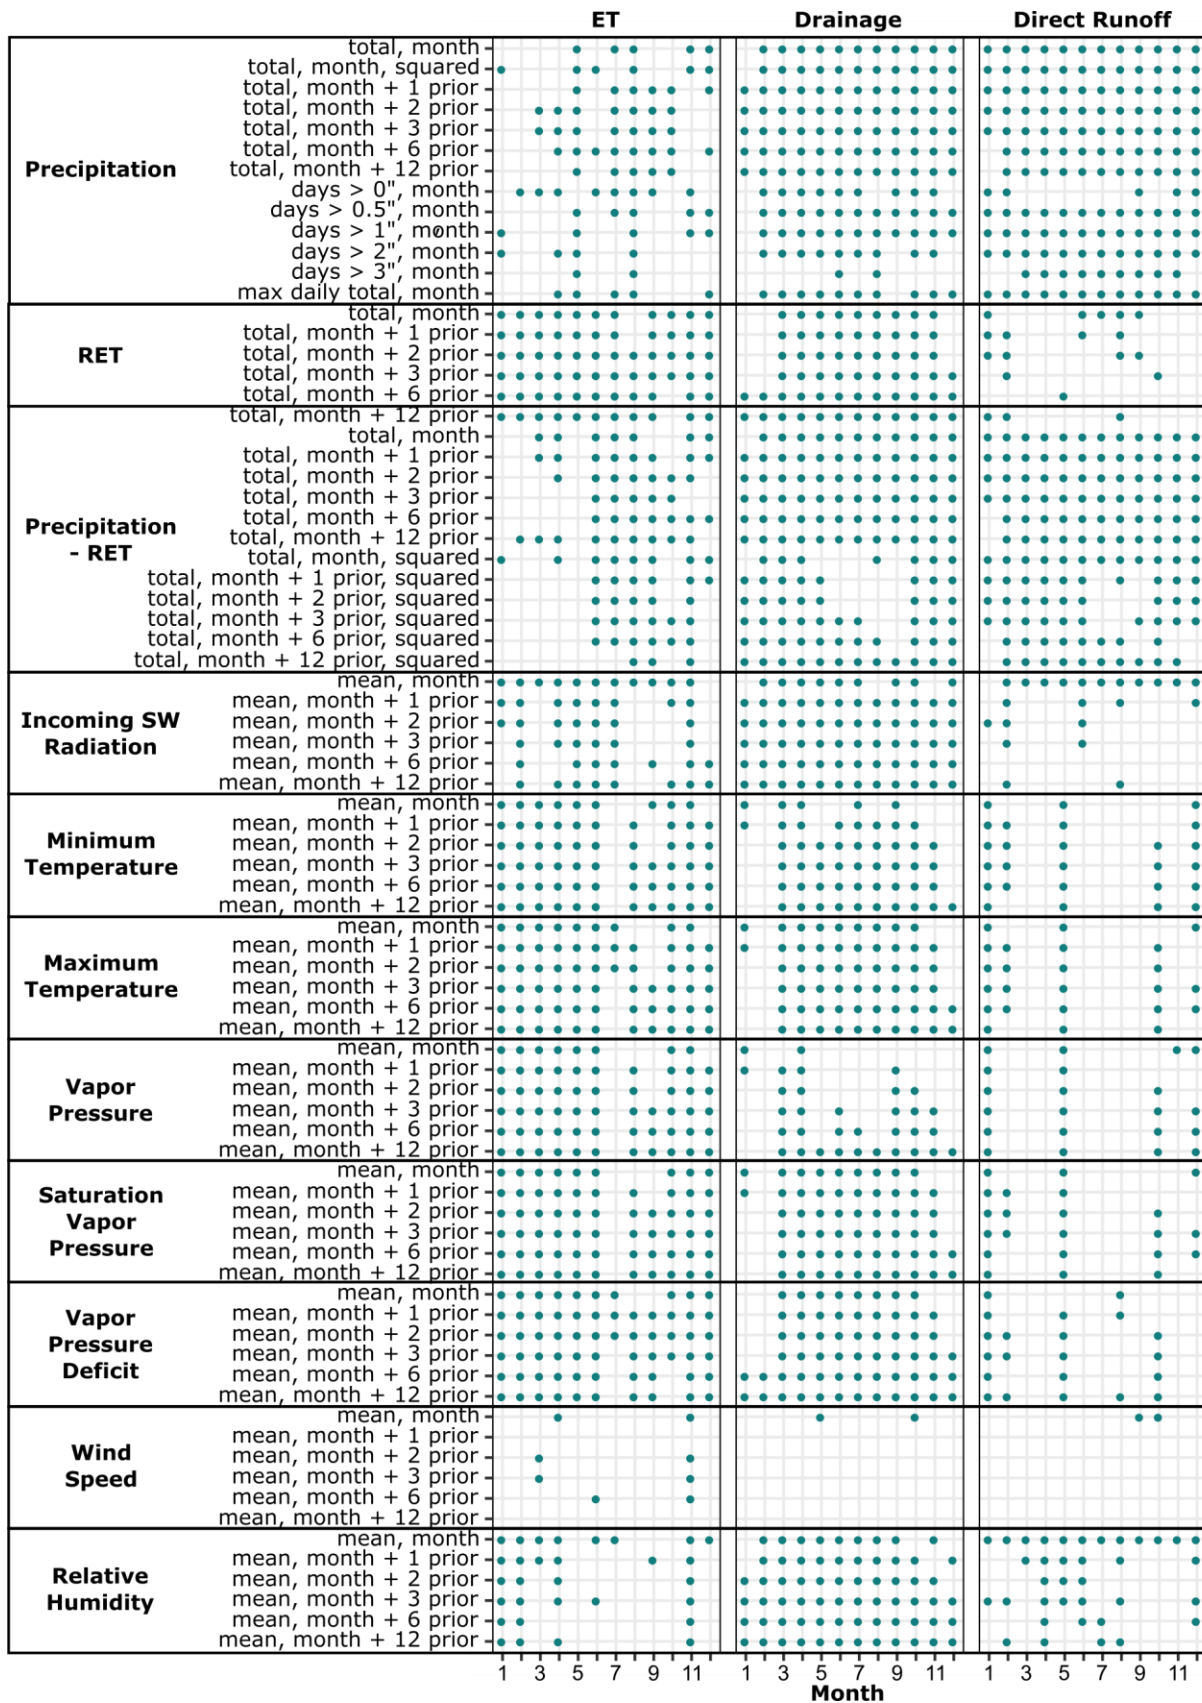 ET Drainage Direct Runoff
Precipitation
total, month
total, month, squared
total, month + 1 prior
total, month + 2 prior
total, month + 3 prior
total, month + 6 prior
total, month + 12 prior
days > 0", month
days > 0.5", month
days > 1", month
days > 2", month
days > 3", month
max daily total, month
RET
total, month
total, month + 1 prior
total, month + 2 prior
total, month + 3 prior
total, month + 6 prior
total, month + 12 prior
Precipitation
- RET
total, month
total, month + 1 prior
total, month + 2 prior
total, month + 3 prior
total, month + 6 prior
total, month + 12 prior
total, month, squared
total, month + 1 prior, squared
total, month + 2 prior, squared
total, month + 3 prior, squared
total, month + 6 prior, squared
total, month + 12 prior, squared
Incoming SW
Radiation
mean, month
mean, month + 1 prior
mean, month + 2 prior
mean, month + 3 prior
mean, month + 6 prior
mean, month + 12 prior
Minimum
Temperature
mean, month
mean, month + 1 prior
mean, month + 2 prior
mean, month + 3 prior
mean, month + 6 prior
mean, month + 12 prior
Maximum
Temperature
mean, month
mean, month + 1 prior
mean, month + 2 prior
mean, month + 3 prior
mean, month + 6 prior
mean, month + 12 prior
Vapor
Pressure
mean, month
mean, month + 1 prior
mean, month + 2 prior
mean, month + 3 prior
mean, month + 6 prior
mean, month + 12 prior
Saturation
Vapor
Pressure
mean, month
mean, month + 1 prior
mean, month + 2 prior
mean, month + 3 prior
mean, month + 6 prior
mean, month + 12 prior
Vapor
Pressure
Deficit
mean, month
mean, month + 1 prior
mean, month + 2 prior
mean, month + 3 prior
mean, month + 6 prior
mean, month + 12 prior
Wind
Speed
mean, month
mean, month + 1 prior
mean, month + 2 prior
mean, month + 3 prior
mean, month + 6 prior
mean, month + 12 prior
Relative
Humidity
mean, month
mean, month + 1 prior
mean, month + 2 prior
mean, month + 3 prior
mean, month + 6 prior
mean, month + 12 prior
1 3 5 7 9 11 1 3 5 7 9 11 1 3 5 7 9 11
Month